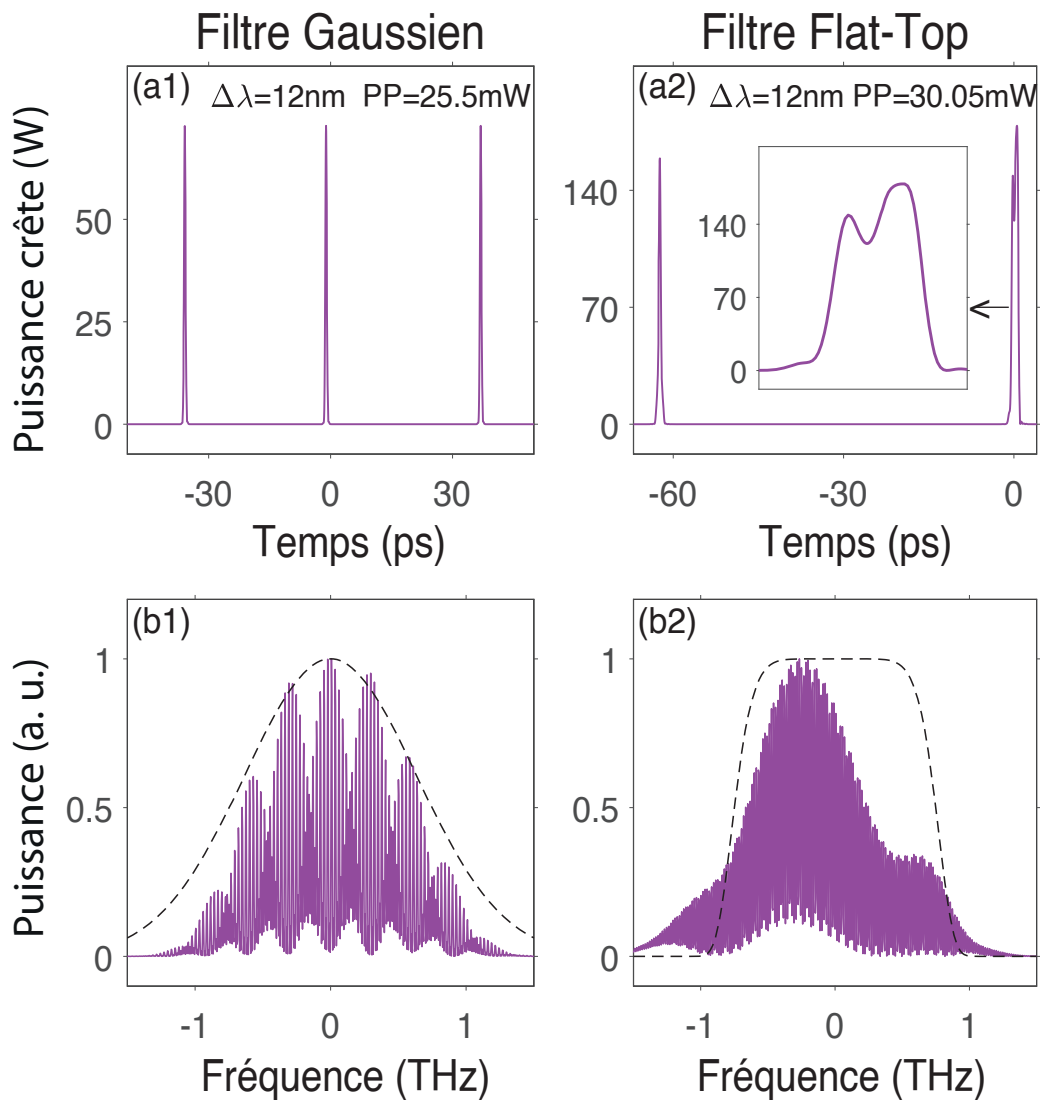 Filtre Gaussien
Filtre Flat-Top
(a1) Δλ=12nm PP=25.5mW
(a2) Δλ=12nm PP=30.05mW
Puissance crête (W)
50
25
0
-30 0 30
Temps (ps)
140
70
0
140
70
0
-60 -30 0
Temps (ps)
(b1)
(b2)
Puissance (a. u.)
1
0.5
0
-1 0 1
Fréquence (THz)
1
0.5
0
-1 0 1
Fréquence (THz)